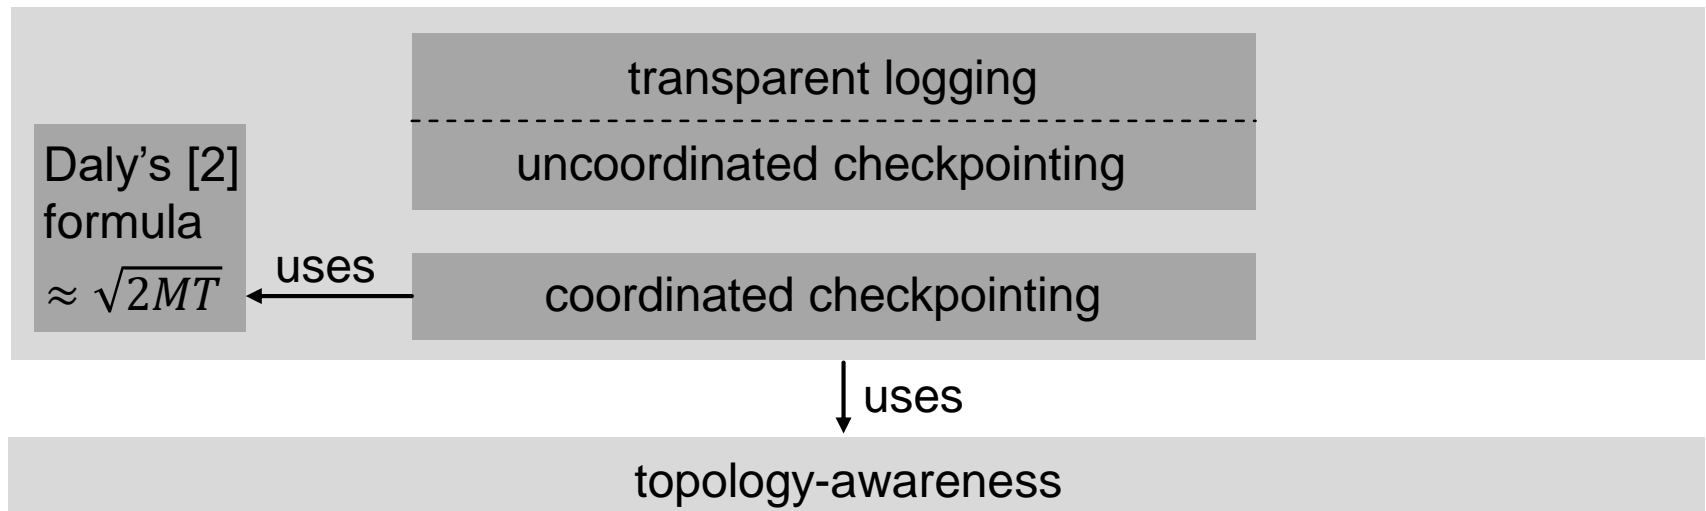 transparent logging
uncoordinated checkpointing
Daly’s [2]
formula
≈ √2𝑀𝑇
uses
coordinated checkpointing
uses
topology-awareness